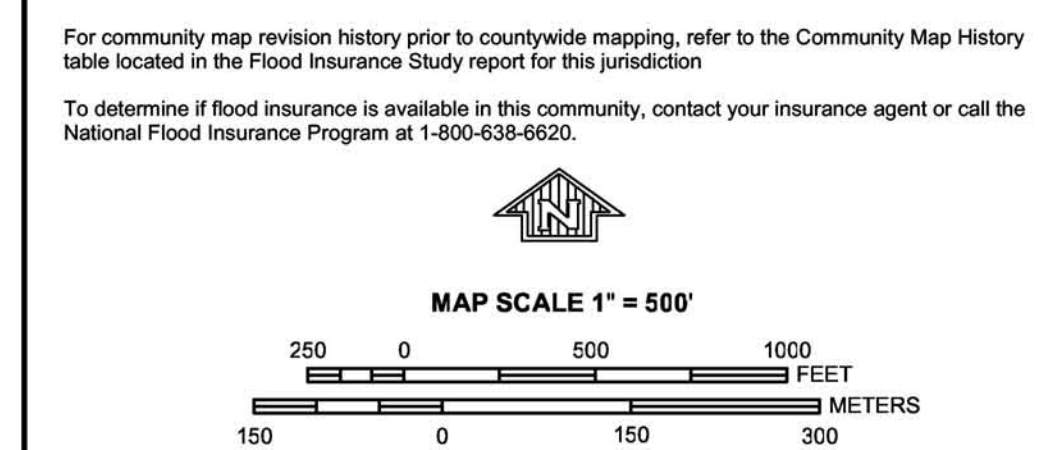 For community map revision history prior to countywide mapping, refer to the Community Map History
table located in the Flood Insurance Study report for this jurisdiction
To determine if flood insurance is available in this community, contact your insurance agent or call the
National Flood Insurance Program at 1-800-638-6620.
N
MAP SCALE 1" = 500'
250 0 500 1000
FEET
METERS
150 0 150 300